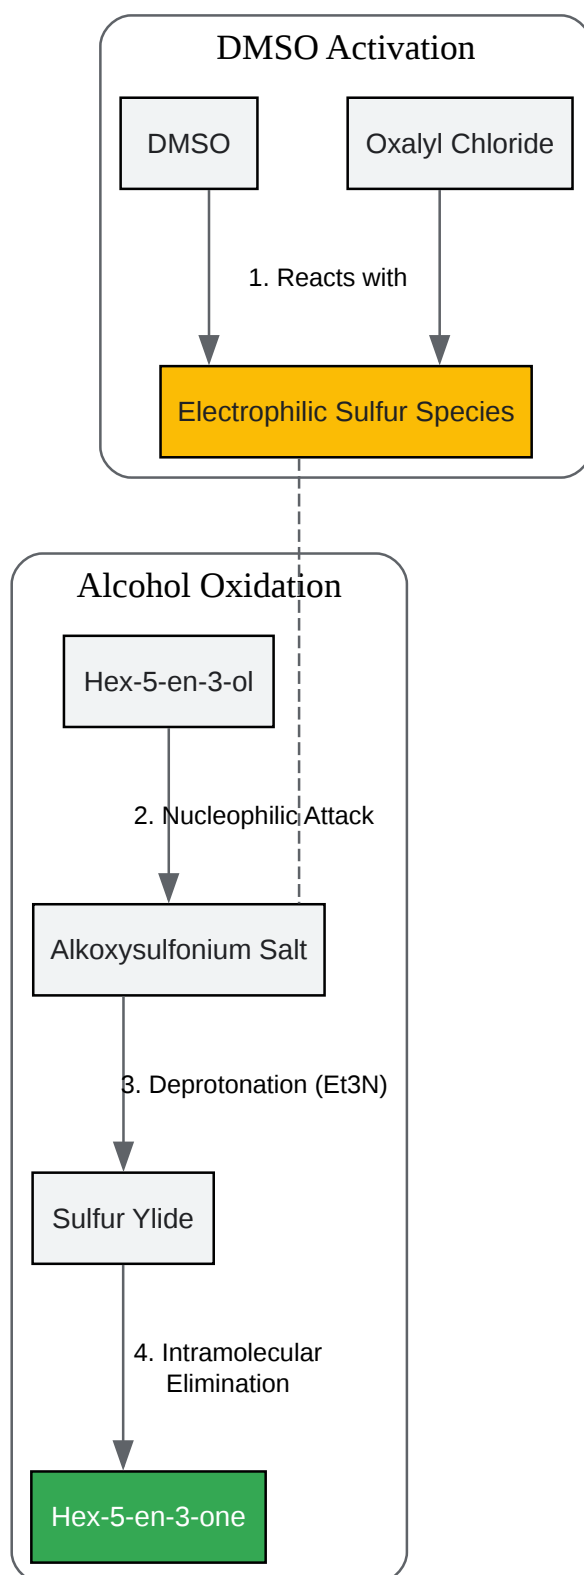 DMSO Activation
DMSO
Oxalyl Chloride
1. Reacts with
Electrophilic Sulfur Species
Alcohol Oxidation
Hex-5-en-3-ol
2. Nucleophilic Attack
Alkoxysulfonium Salt
3. Deprotonation (Et3N)
Sulfur Ylide
4. Intramolecular
Elimination
Hex-5-en-3-one